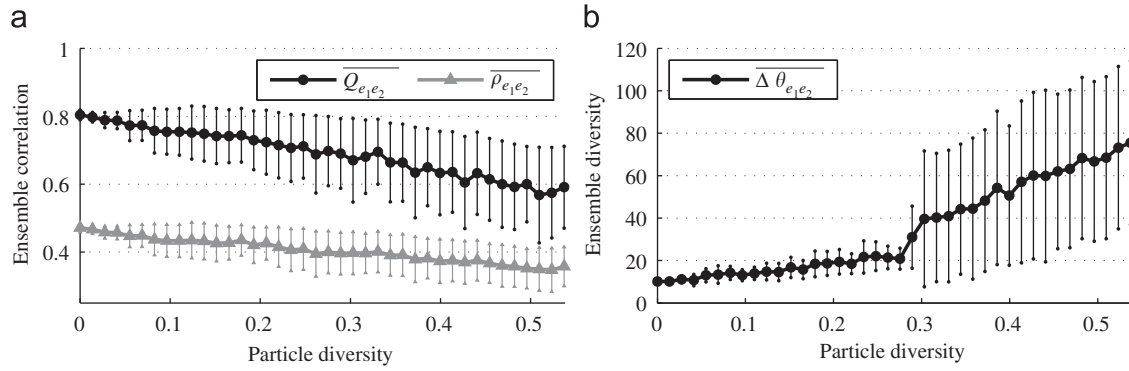 a
Ensemble correlation
1
0.8
0.6
0.4
0 0.1 0.2 0.3 0.4 0.5
Particle diversity
Q e1e2 ρ e1e2
b
Ensemble diversity
120
100
80
60
40
20
0
0 0.1 0.2 0.3 0.4 0.5
Particle diversity
Δ θ e1e2